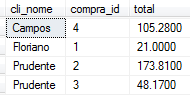 cli_nome compra_id total
Campos 4 105.2800
Floriano 1 21.0000
Prudente 2 173.8100
Prudente 3 48.1700